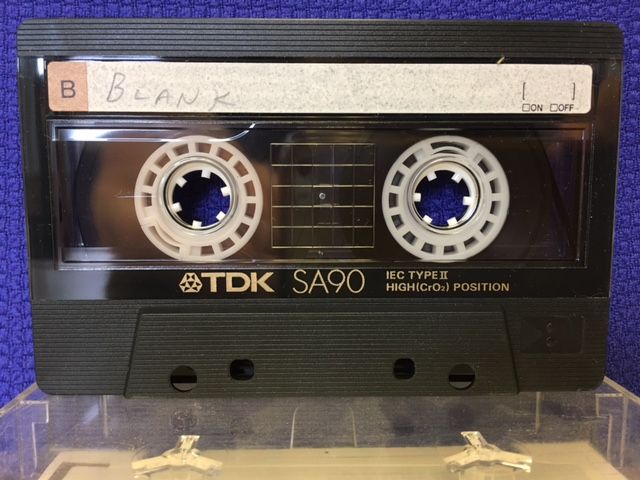 B BLANK
[ ]
□ON □OFF
TDK SA90 IEC TYPE II
HIGH(CrO₂) POSITION